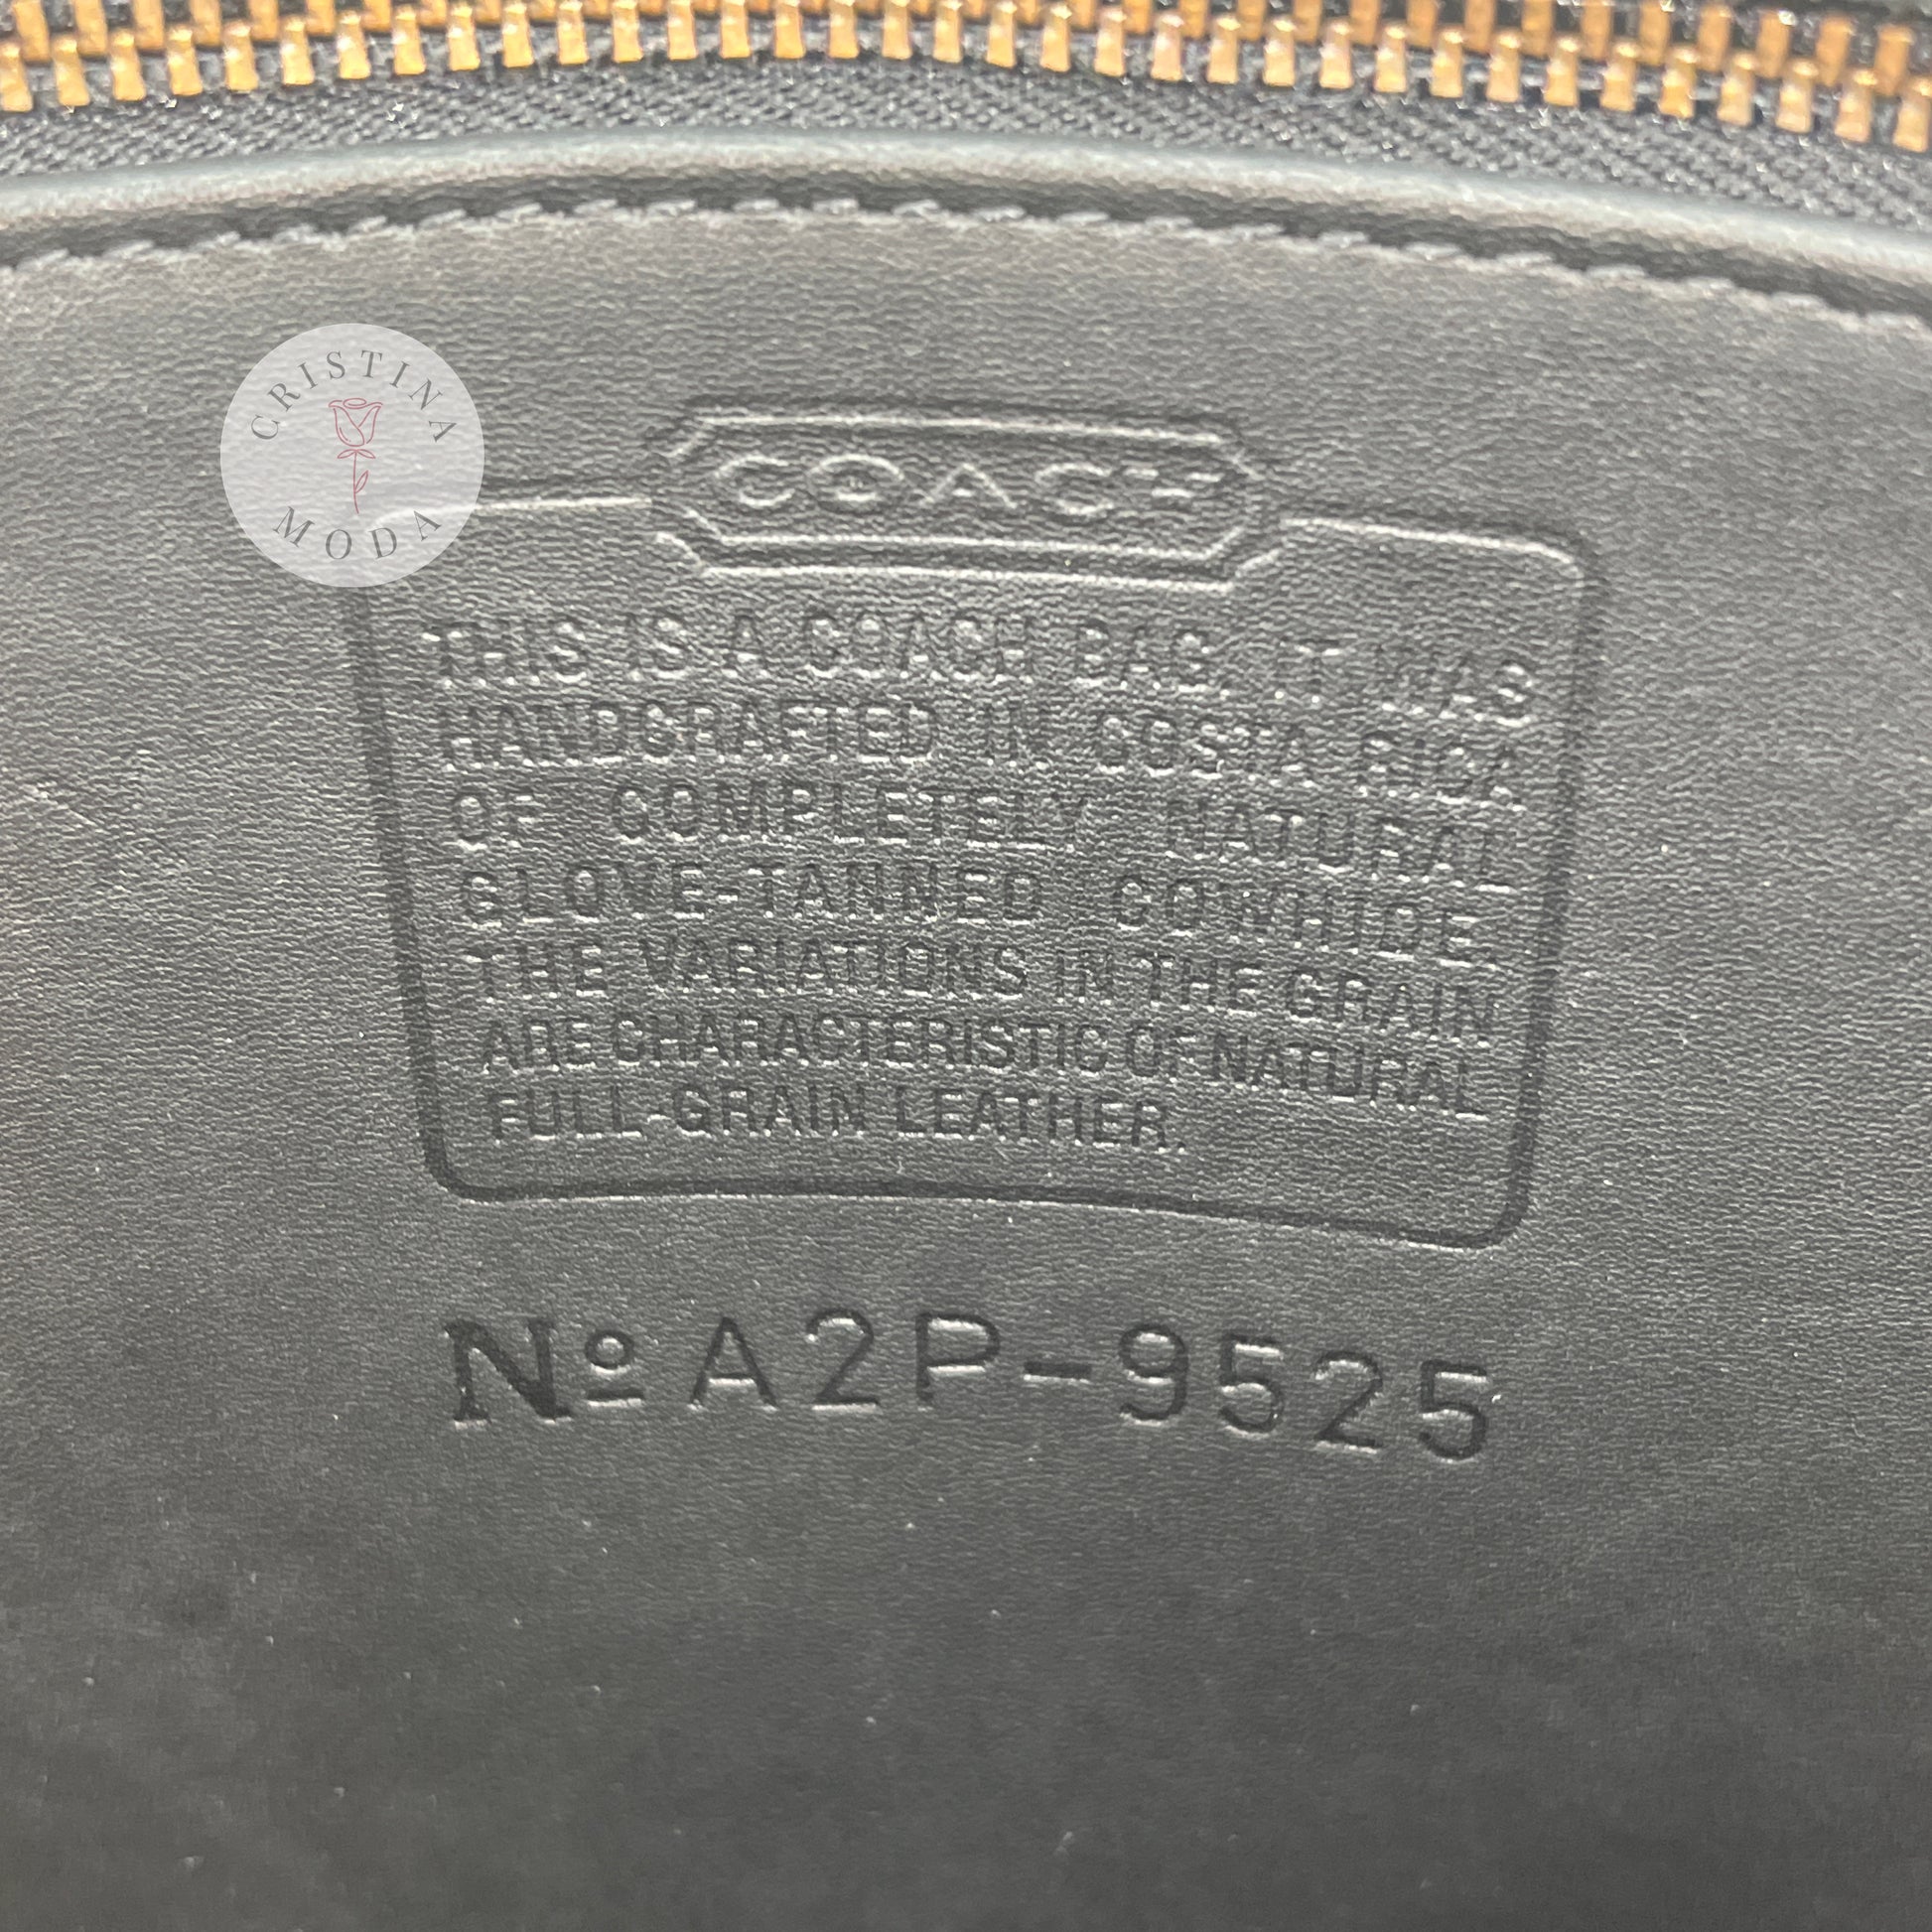 CRISTINA
MODA
COACH
THIS IS A COACH BAG. IT WAS
HANDCRAFTED IN COSTA RICA
OF COMPLETELY NATURAL
GLOVE-TANNED COWHIDE.
THE VARIATIONS IN THE GRAIN
ARE CHARACTERISTIC OF NATURAL
FULL-GRAIN LEATHER.
Nº A2P-9525